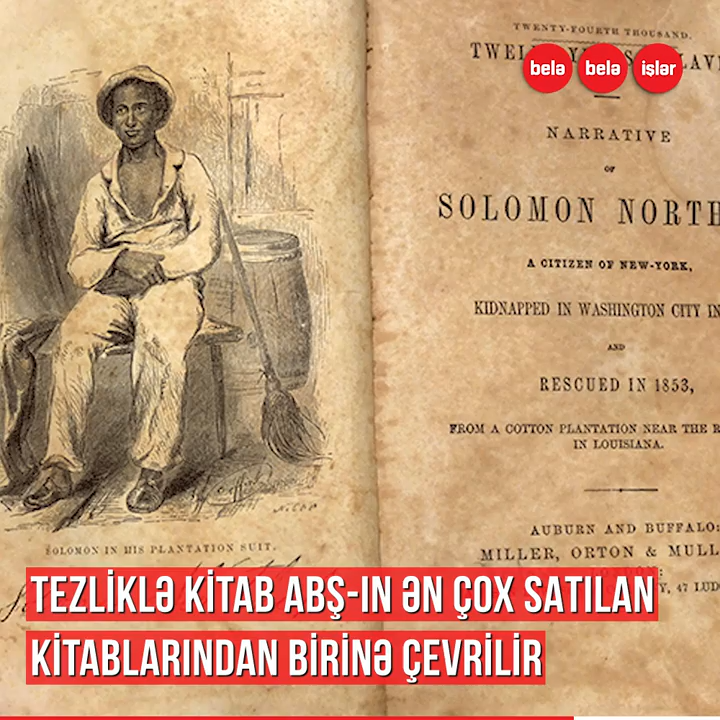 TWENTY-FOURTH THOUSAND.
belə belə işlər
NARRATIVE
OF
SOLOMON NORTH
A CITIZEN OF NEW-YORK,
KIDNAPPED IN WASHINGTON CITY IN
AND
RESCUED IN 1853,
FROM A COTTON PLANTATION NEAR THE R
IN LOUISIANA.
AUBURN AND BUFFALO:
MILLER, ORTON & MULL
LONDON:
47 LUD
SOLOMON IN HIS PLANTATION SUIT.
TEZLİKLƏ KİTAB ABŞ-IN ƏN ÇOX SATILAN
KİTABLARINDAN BİRİNƏ ÇEVRİLİR